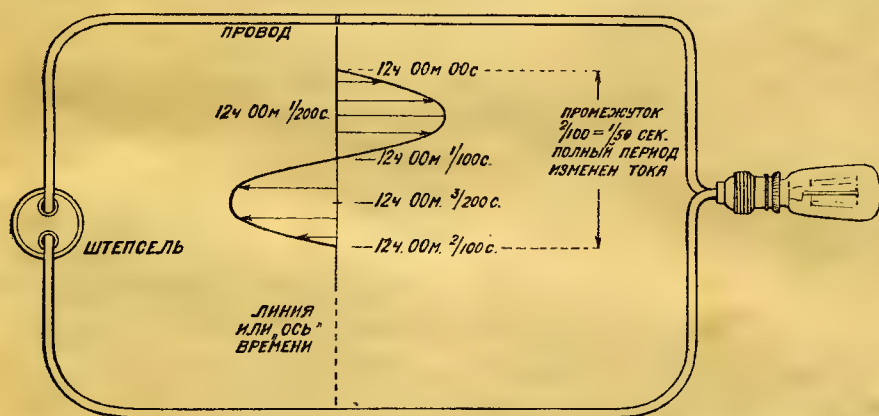 ПРОВОД
12ч 00м 00с
12ч 00м 1/200с.
12ч 00м 1/100с.
12ч 00м. 3/200с.
12ч. 00м. 2/100с.
ПРОМЕЖУТОК
2/100 = 1/50 СЕК.
ПОЛНЫЙ ПЕРИОД
ИЗМЕНЕН ТОКА
ШТЕПСЕЛЬ
ЛИНИЯ
ИЛИ „ОСЬ"
ВРЕМЕНИ